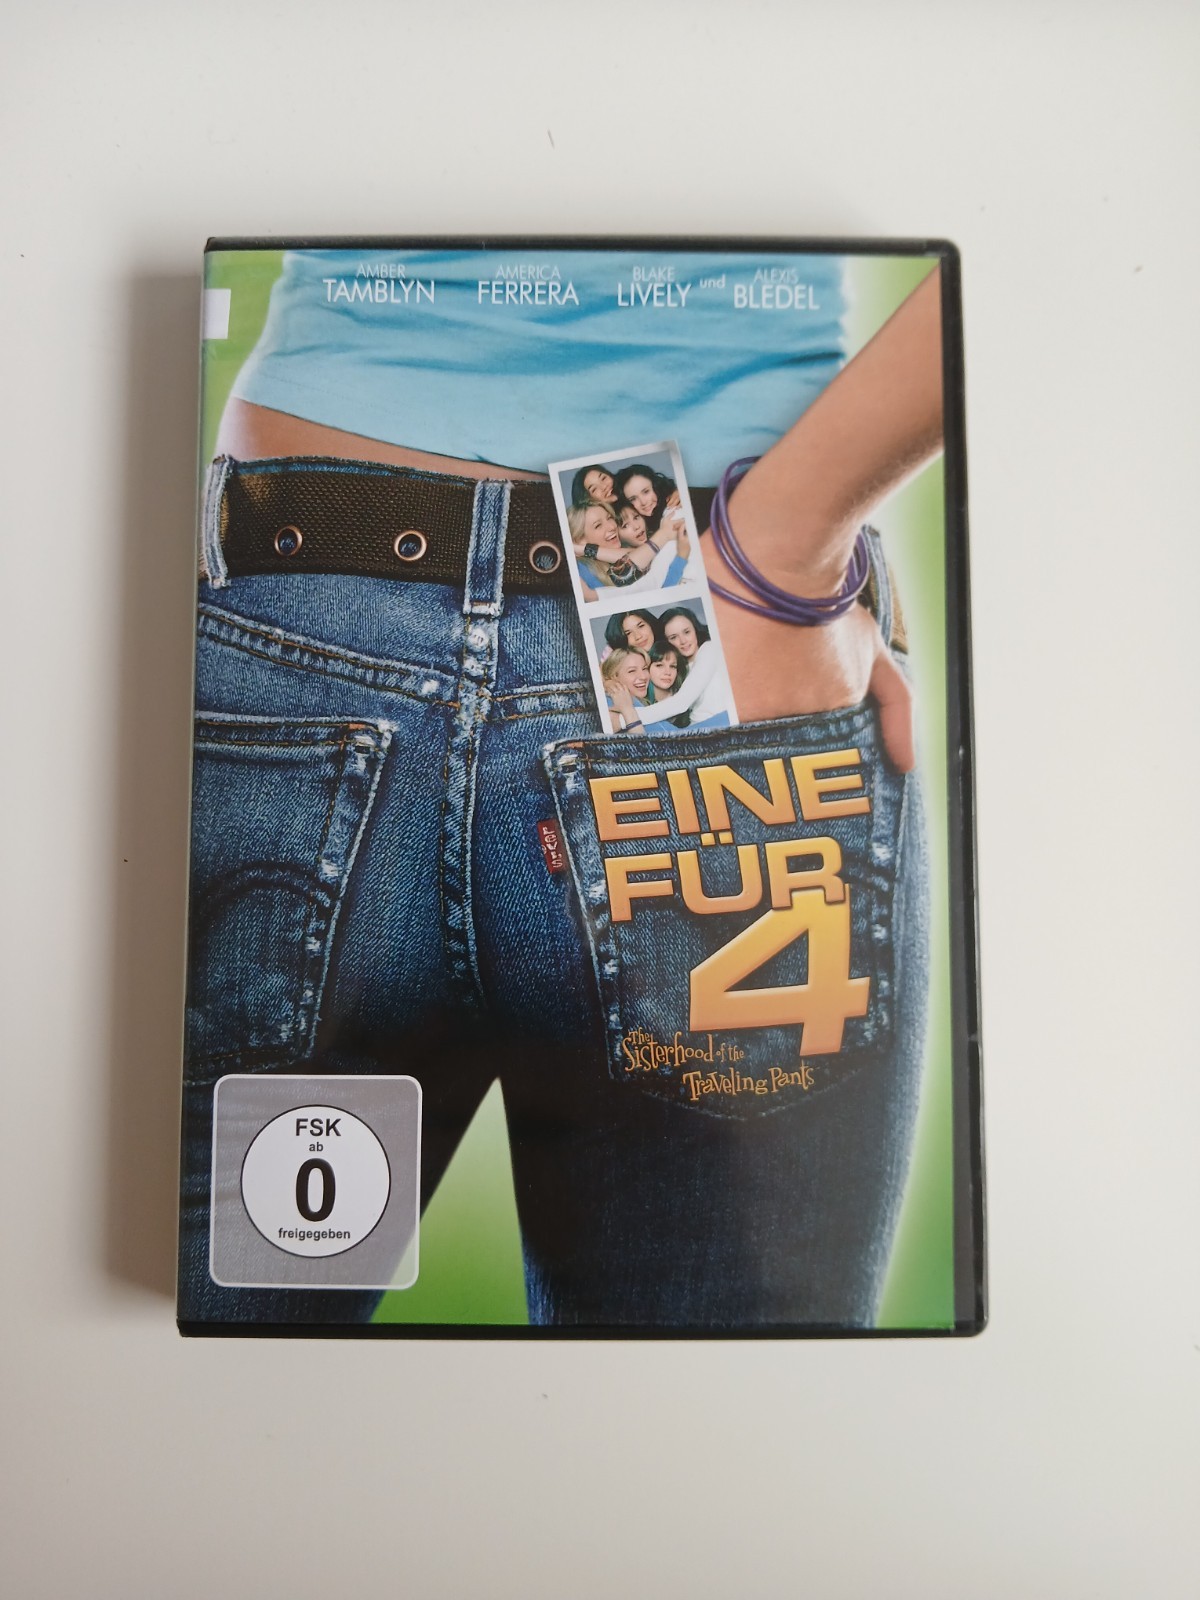 AMBER AMERICA BLAKE ALEXIS
TAMBLYN FERRERA LIVELY und BLEDEL
EINE
FÜR
4
LEVI'S
The
Sisterhood of the
Traveling Pants
FSK
ab
0
freigegeben